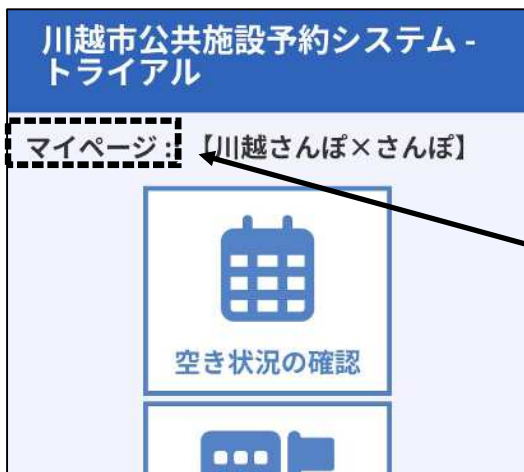 川越市公共施設予約システム -
トライアル
マイページ : 【川越さんぽ×さんぽ】
空き状況の確認